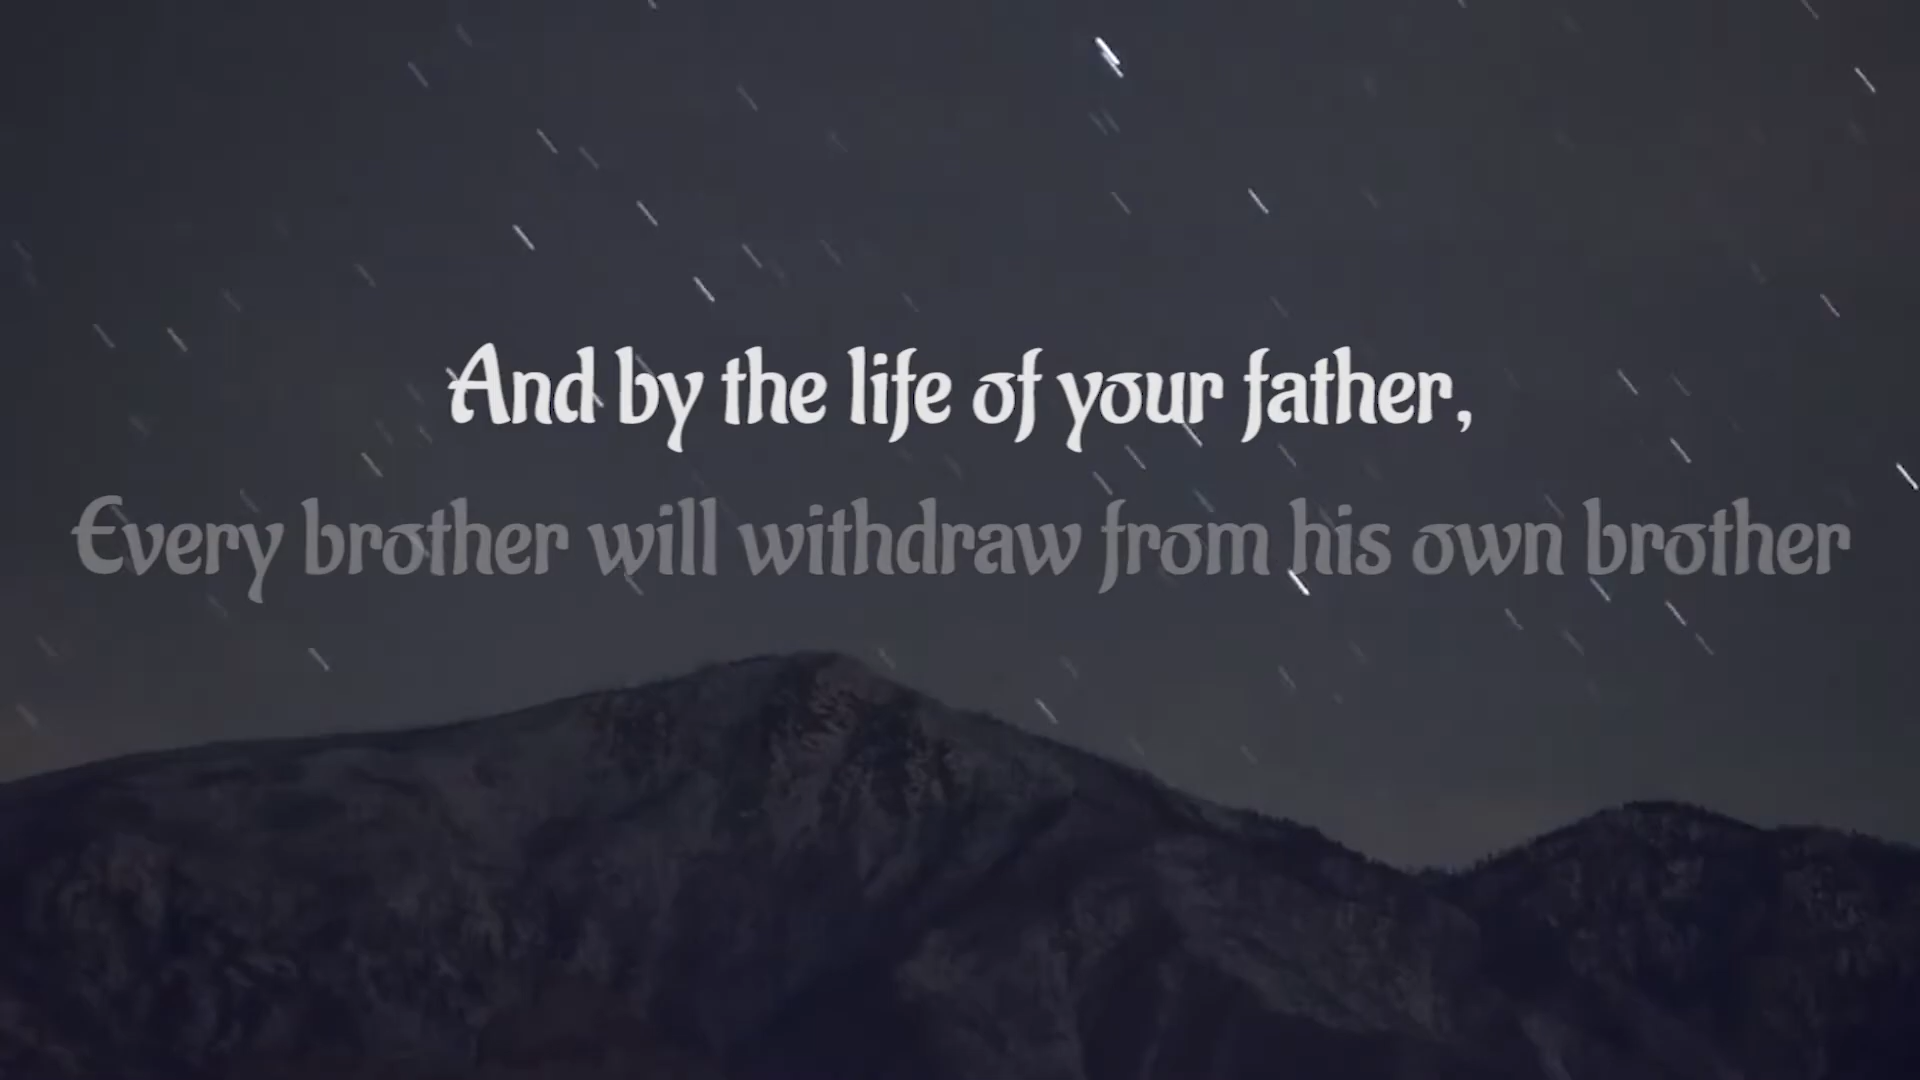 And by the life of your father,
Every brother will withdraw from his own brother